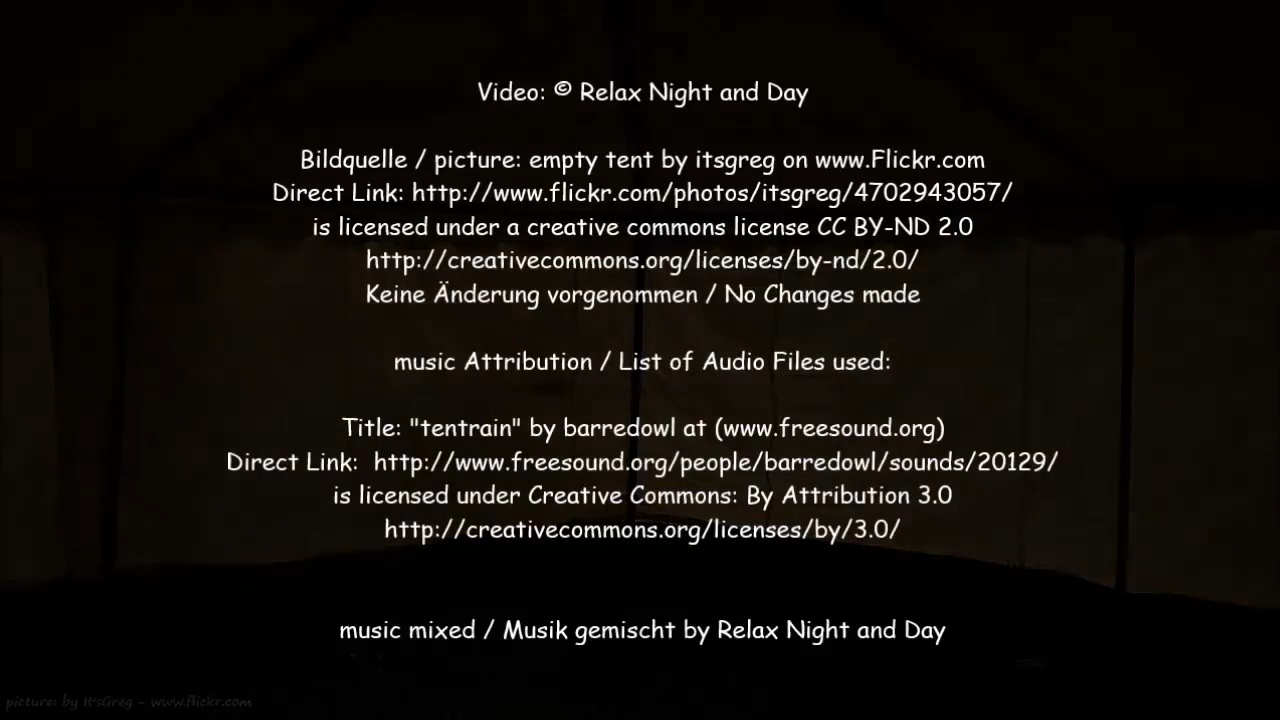 Video: © Relax Night and Day
Bildquelle / picture: empty tent by itsgreg on www.Flickr.com
Direct Link: http://www.flickr.com/photos/itsgreg/4702943057/
is licensed under a creative commons license CC BY-ND 2.0
http://creativecommons.org/licenses/by-nd/2.0/
Keine Änderung vorgenommen / No Changes made
music Attribution / List of Audio Files used:
Title: "tentrain" by barredowl at (www.freesound.org)
Direct Link:  http://www.freesound.org/people/barredowl/sounds/20129/
is licensed under Creative Commons: By Attribution 3.0
http://creativecommons.org/licenses/by/3.0/
music mixed / Musik gemischt by Relax Night and Day
picture: by It'sGreg - www.flickr.com